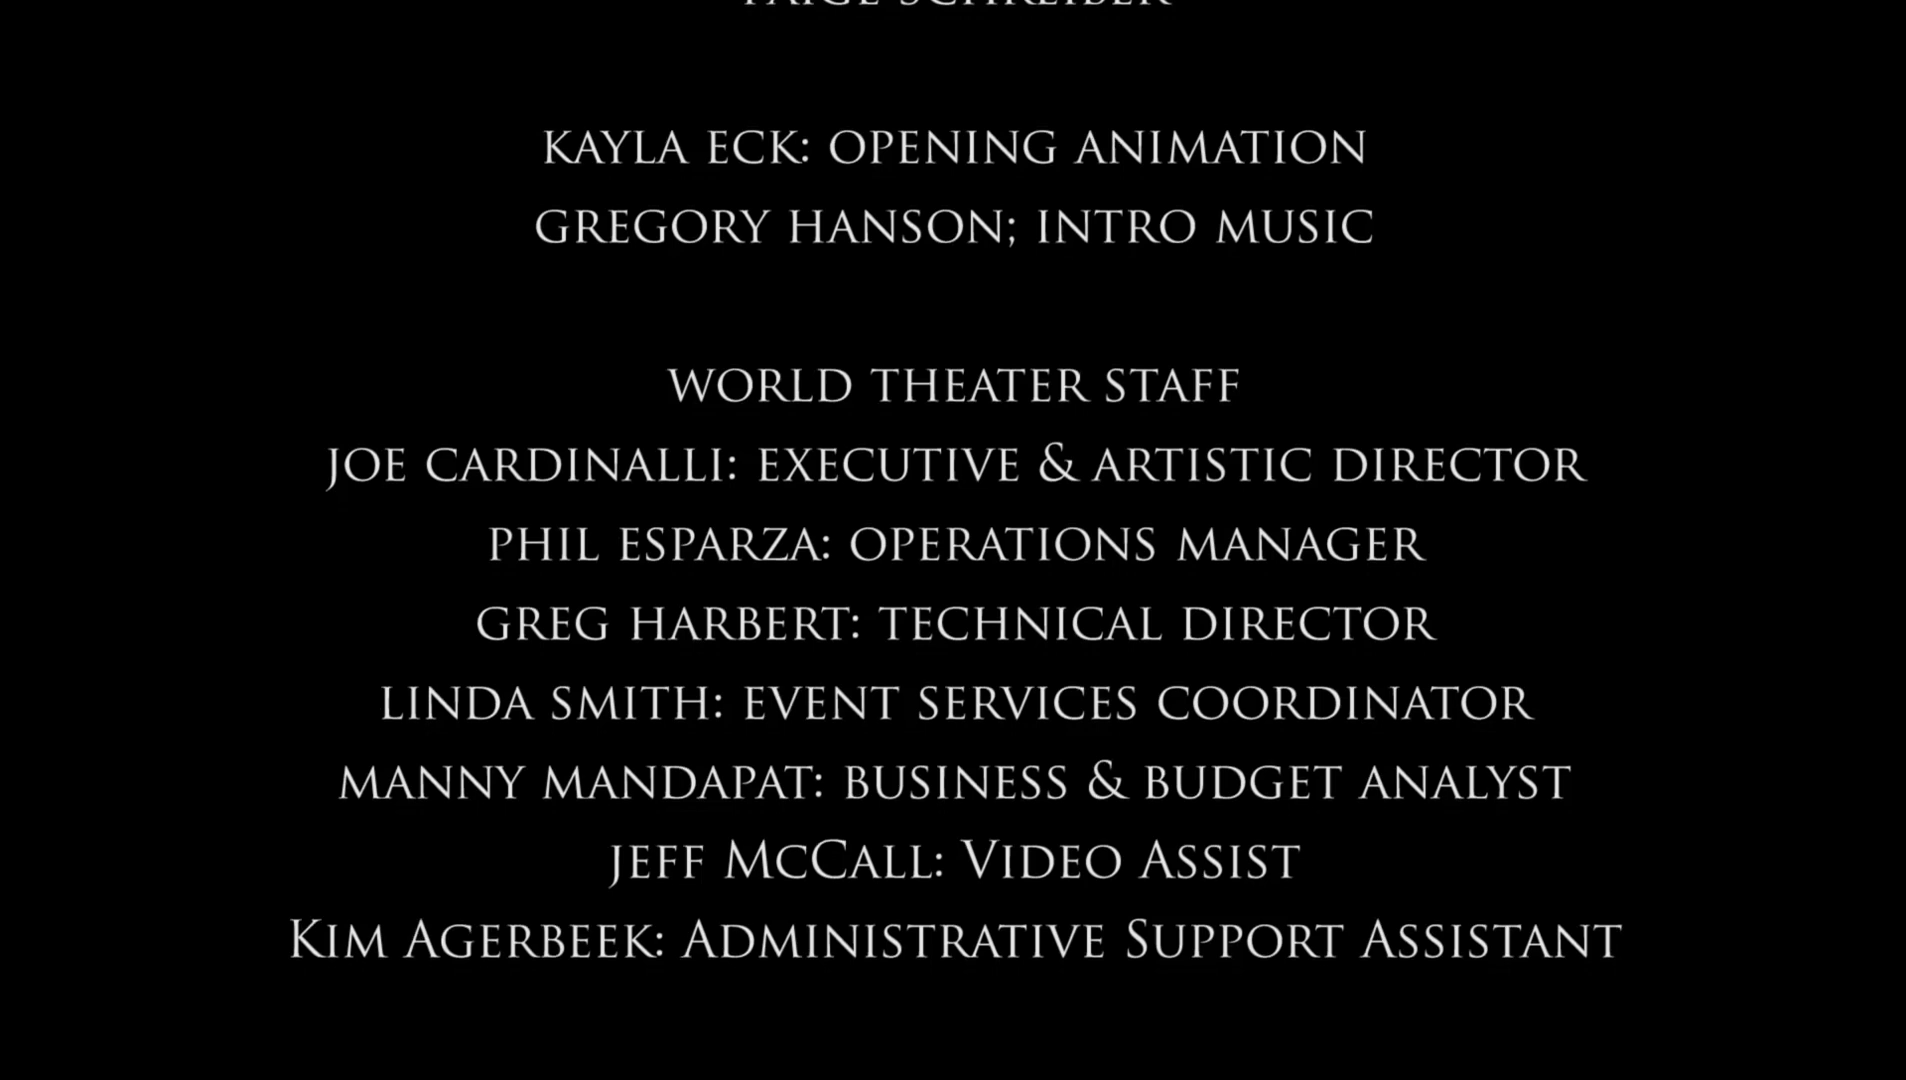 PAIGE SCHREIBER
KAYLA ECK: OPENING ANIMATION
GREGORY HANSON; INTRO MUSIC
WORLD THEATER STAFF
JOE CARDINALLI: EXECUTIVE & ARTISTIC DIRECTOR
PHIL ESPARZA: OPERATIONS MANAGER
GREG HARBERT: TECHNICAL DIRECTOR
LINDA SMITH: EVENT SERVICES COORDINATOR
MANNY MANDAPAT: BUSINESS & BUDGET ANALYST
JEFF MCCALL: VIDEO ASSIST
KIM AGERBEEK: ADMINISTRATIVE SUPPORT ASSISTANT